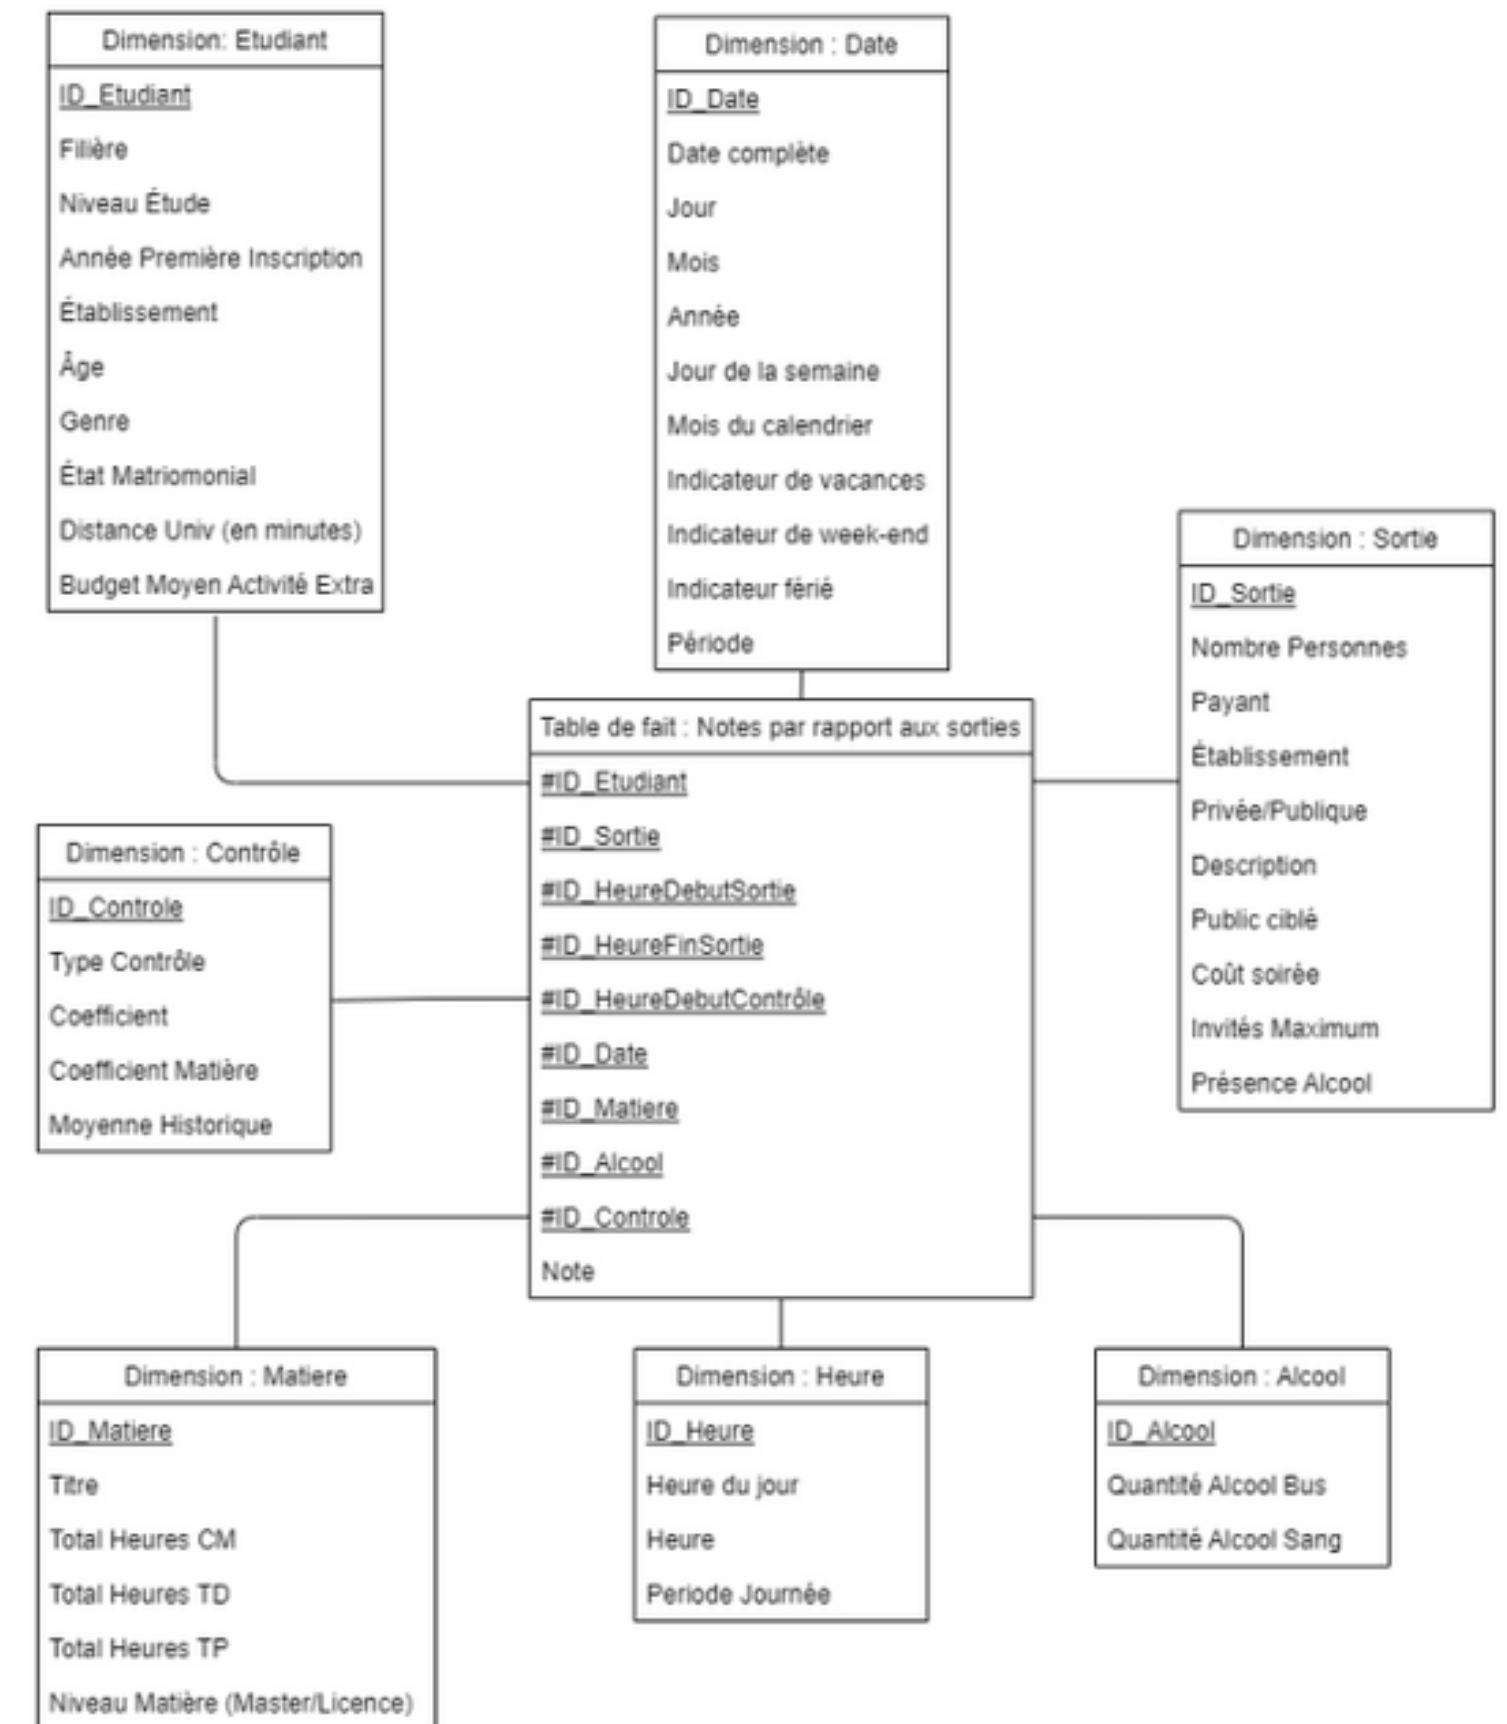 Dimension: Etudiant
ID_Etudiant
Filière
Niveau Étude
Année Première Inscription
Établissement
Âge
Genre
État Matriomonial
Distance Univ (en minutes)
Budget Moyen Activité Extra
Dimension : Date
ID_Date
Date complète
Jour
Mois
Année
Jour de la semaine
Mois du calendrier
Indicateur de vacances
Indicateur de week-end
Indicateur férié
Période
Dimension : Sortie
ID_Sortie
Nombre Personnes
Payant
Établissement
Privée/Publique
Description
Public ciblé
Coût soirée
Invités Maximum
Présence Alcool
Table de fait : Notes par rapport aux sorties
#ID_Etudiant
#ID_Sortie
#ID_HeureDebutSortie
#ID_HeureFinSortie
#ID_HeureDebutContrôle
#ID_Date
#ID_Matiere
#ID_Alcool
#ID_Controle
Note
Dimension : Contrôle
ID_Controle
Type Contrôle
Coefficient
Coefficient Matière
Moyenne Historique
Dimension : Matiere
ID_Matiere
Titre
Total Heures CM
Total Heures TD
Total Heures TP
Niveau Matière (Master/Licence)
Dimension : Heure
ID_Heure
Heure du jour
Heure
Periode Journée
Dimension : Alcool
ID_Alcool
Quantité Alcool Bus
Quantité Alcool Sang